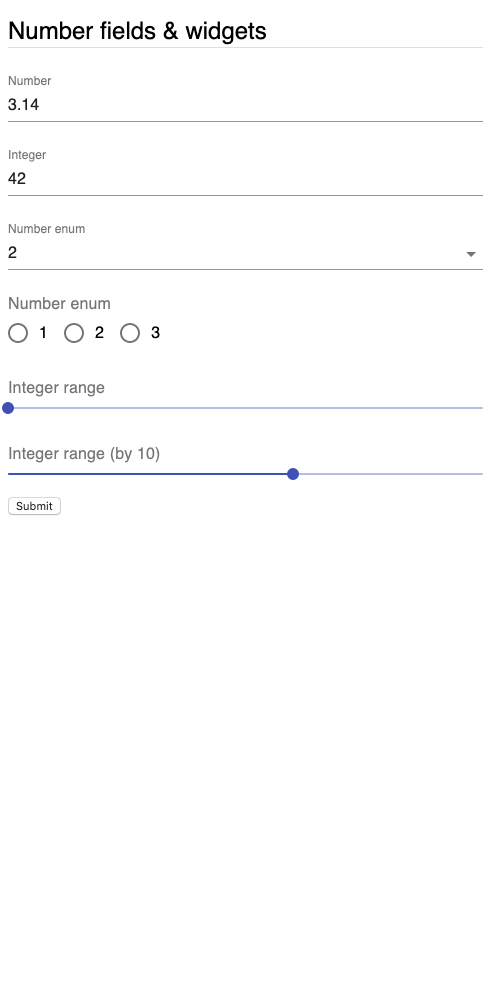 Number fields & widgets
Number
3.14
Integer
42
Number enum
2
Number enum
1 2 3
Integer range
Integer range (by 10)
Submit